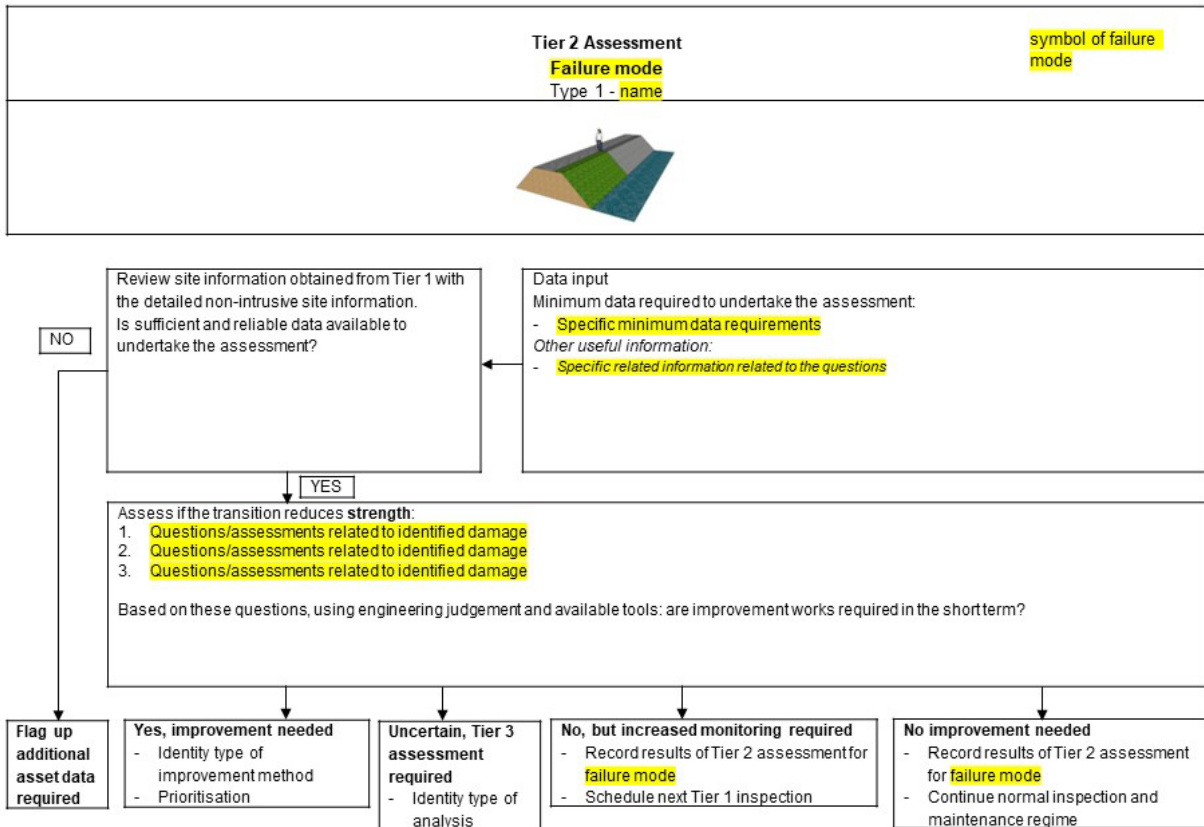 Tier 2 Assessment
Failure mode
Type 1 - name
symbol of failure
mode
Review site information obtained from Tier 1 with
the detailed non-intrusive site information.
Is sufficient and reliable data available to
undertake the assessment?
Data input
Minimum data required to undertake the assessment:
- Specific minimum data requirements
Other useful information:
- Specific related information related to the questions
NO
YES
Assess if the transition reduces strength:
1. Questions/assessments related to identified damage
2. Questions/assessments related to identified damage
3. Questions/assessments related to identified damage
Based on these questions, using engineering judgement and available tools: are improvement works required in the short term?
Flag up
additional
asset data
required
Yes, improvement needed
- Identity type of
improvement method
- Prioritisation
Uncertain, Tier 3
assessment
required
- Identity type of
analysis
No, but increased monitoring required
- Record results of Tier 2 assessment for
failure mode
- Schedule next Tier 1 inspection
No improvement needed
- Record results of Tier 2 assessment
for failure mode
- Continue normal inspection and
maintenance regime